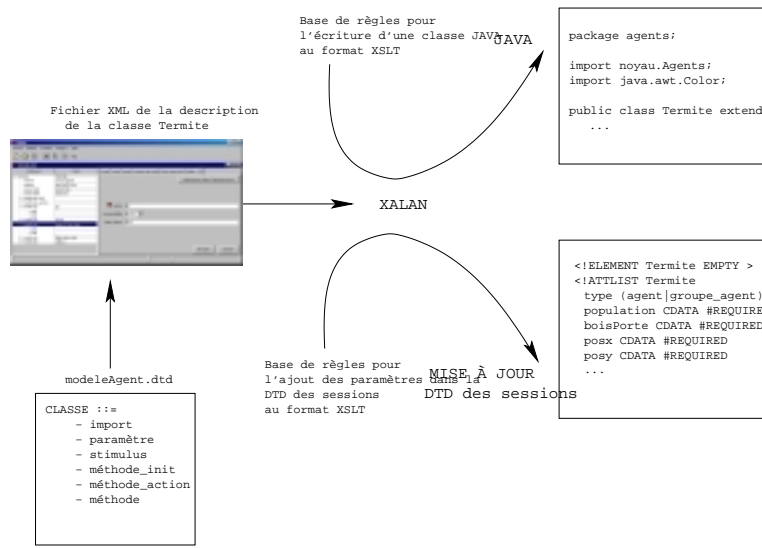 Base de règles pour
l'écriture d'une classe JAVA
au format XSLT
JAVA
package agents;
import noyau.Agents;
import java.awt.Color;
public class Termite extend
...
Fichier XML de la description
de la classe Termite
XALAN
<!ELEMENT Termite EMPTY >
<!ATTLIST Termite
type (agent|groupe_agent)
population CDATA #REQUIRE
boisPorte CDATA #REQUIRED
posx CDATA #REQUIRED
posy CDATA #REQUIRED
...
Base de règles pour
l'ajout des paramètres dans la
DTD des sessions
au format XSLT
MISE À JOUR
DTD des sessions
modeleAgent.dtd
CLASSE ::=
- import
- paramètre
- stimulus
- méthode_init
- méthode_action
- méthode